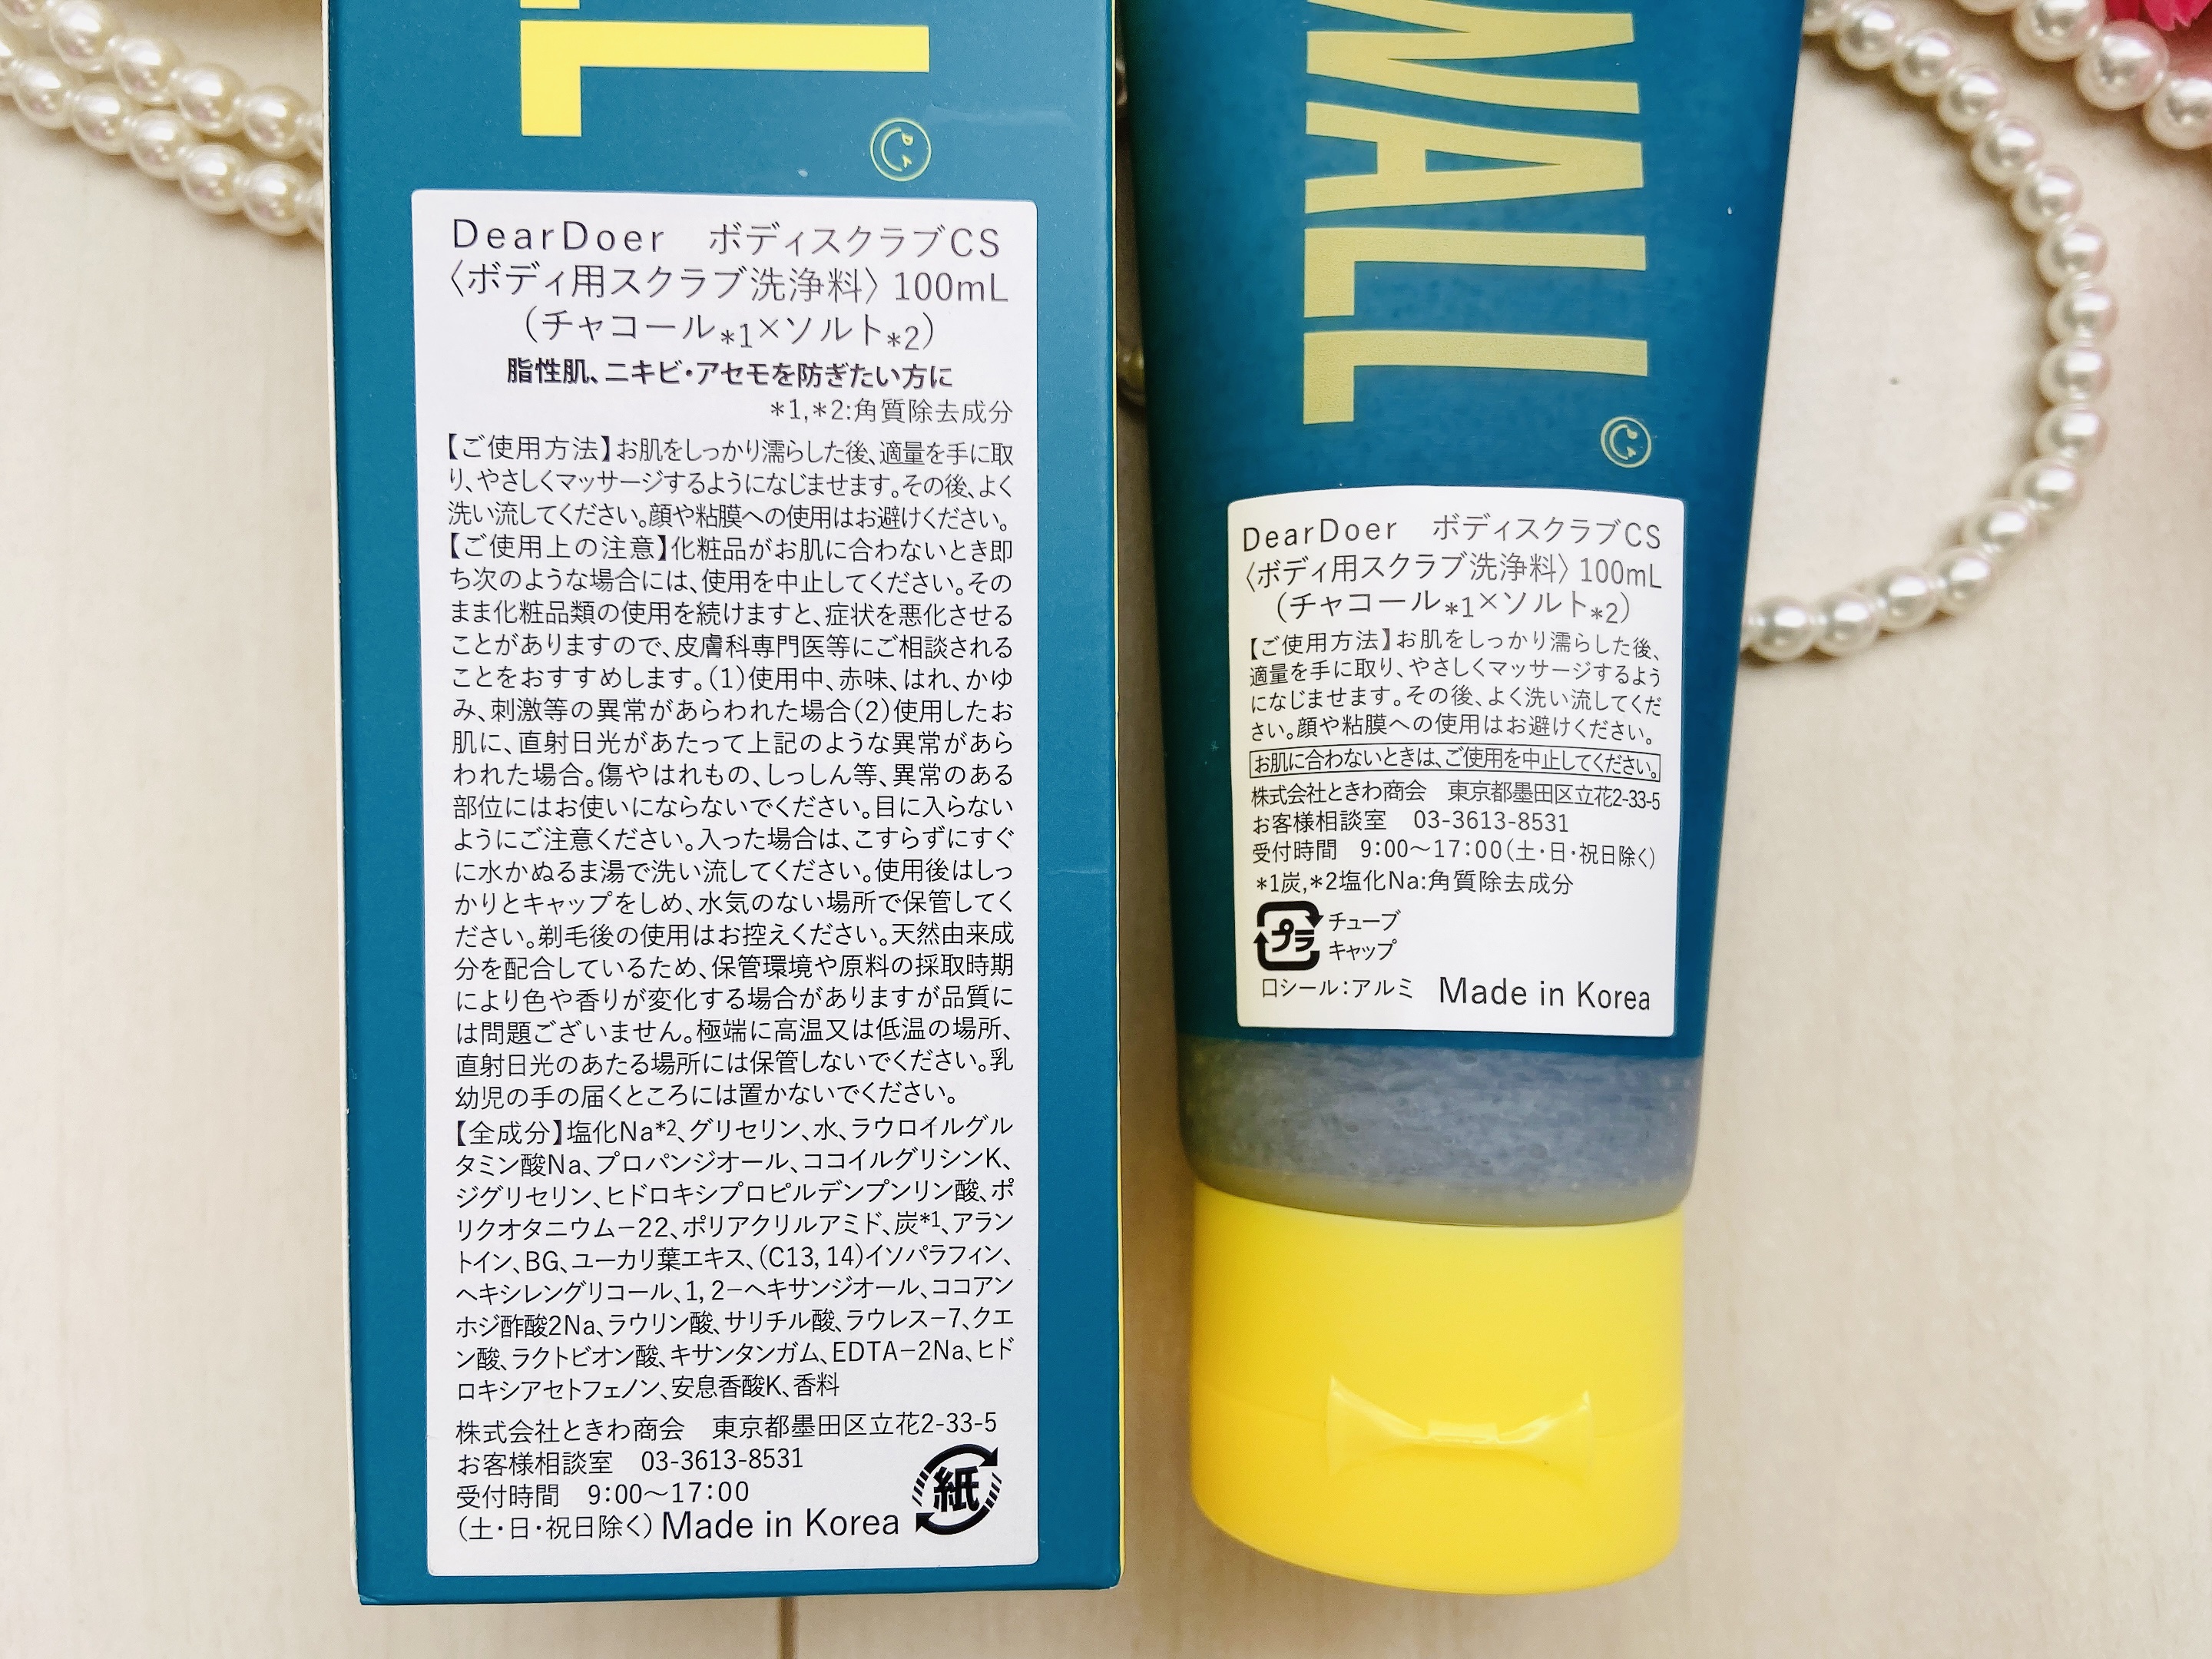 LL
DearDoer ボディスクラブCS
〈ボディ用スクラブ洗浄料〉100mL
（チャコール*1×ソルト*2）
脂性肌、ニキビ・アセモを防ぎたい方に
*1,*2:角質除去成分
【ご使用方法】お肌をしっかり濡らした後、適量を手に取
り、やさしくマッサージするようになじませます。その後、よく
洗い流してください。顔や粘膜への使用はお避けください。
【ご使用上の注意】化粧品がお肌に合わないとき即
ち次のような場合には、使用を中止してください。その
まま化粧品類の使用を続けますと、症状を悪化させる
ことがありますので、皮膚科専門医等にご相談される
ことをおすすめします。（1）使用中、赤味、はれ、かゆ
み、刺激等の異常があらわれた場合（2）使用したお
肌に、直射日光があたって上記のような異常があら
われた場合。傷やはれもの、しっしん等、異常のある
部位にはお使いにならないでください。目に入らない
ようにご注意ください。入った場合は、こすらずにすぐ
に水かぬるま湯で洗い流してください。使用後はしっ
かりとキャップをしめ、水気のない場所で保管してく
ださい。剃毛後の使用はお控えください。天然由来成
分を配合しているため、保管環境や原料の採取時期
により色や香りが変化する場合がありますが品質に
は問題ございません。極端に高温又は低温の場所、
直射日光のあたる場所には保管しないでください。乳
幼児の手の届くところには置かないでください。
【全成分】塩化Na*2、グリセリン、水、ラウロイルグル
タミン酸Na、プロパンジオール、ココイルグリシンK、
ジグリセリン、ヒドロキシプロピルデンプンリン酸、ポ
リクオタニウム－22、ポリアクリルアミド、炭*1、アラン
トイン、BG、ユーカリ葉エキス、（C13, 14）イソパラフィン、
ヘキシレングリコール、1, 2－ヘキサンジオール、ココアン
ホジ酢酸2Na、ラウリン酸、サリチル酸、ラウレス－7、クエ
ン酸、ラクトビオン酸、キサンタンガム、EDTA－2Na、ヒド
ロキシアセトフェノン、安息香酸K、香料
株式会社ときわ商会 東京都墨田区立花2-33-5
お客様相談室 03-3613-8531
受付時間 9:00～17:00
（土・日・祝日除く）Made in Korea
紙
WALL
DearDoer ボディスクラブCS
〈ボディ用スクラブ洗浄料〉100mL
（チャコール*1×ソルト*2）
【ご使用方法】お肌をしっかり濡らした後、
適量を手に取り、やさしくマッサージするよう
になじませます。その後、よく洗い流してくだ
さい。顔や粘膜への使用はお避けください。
お肌に合わないときは、ご使用を中止してください。
株式会社ときわ商会 東京都墨田区立花2-33-5
お客様相談室 03-3613-8531
受付時間 9:00～17:00（土・日・祝日除く）
*1炭,*2塩化Na:角質除去成分
プラ チューブ
キャップ
口シール：アルミ Made in Korea